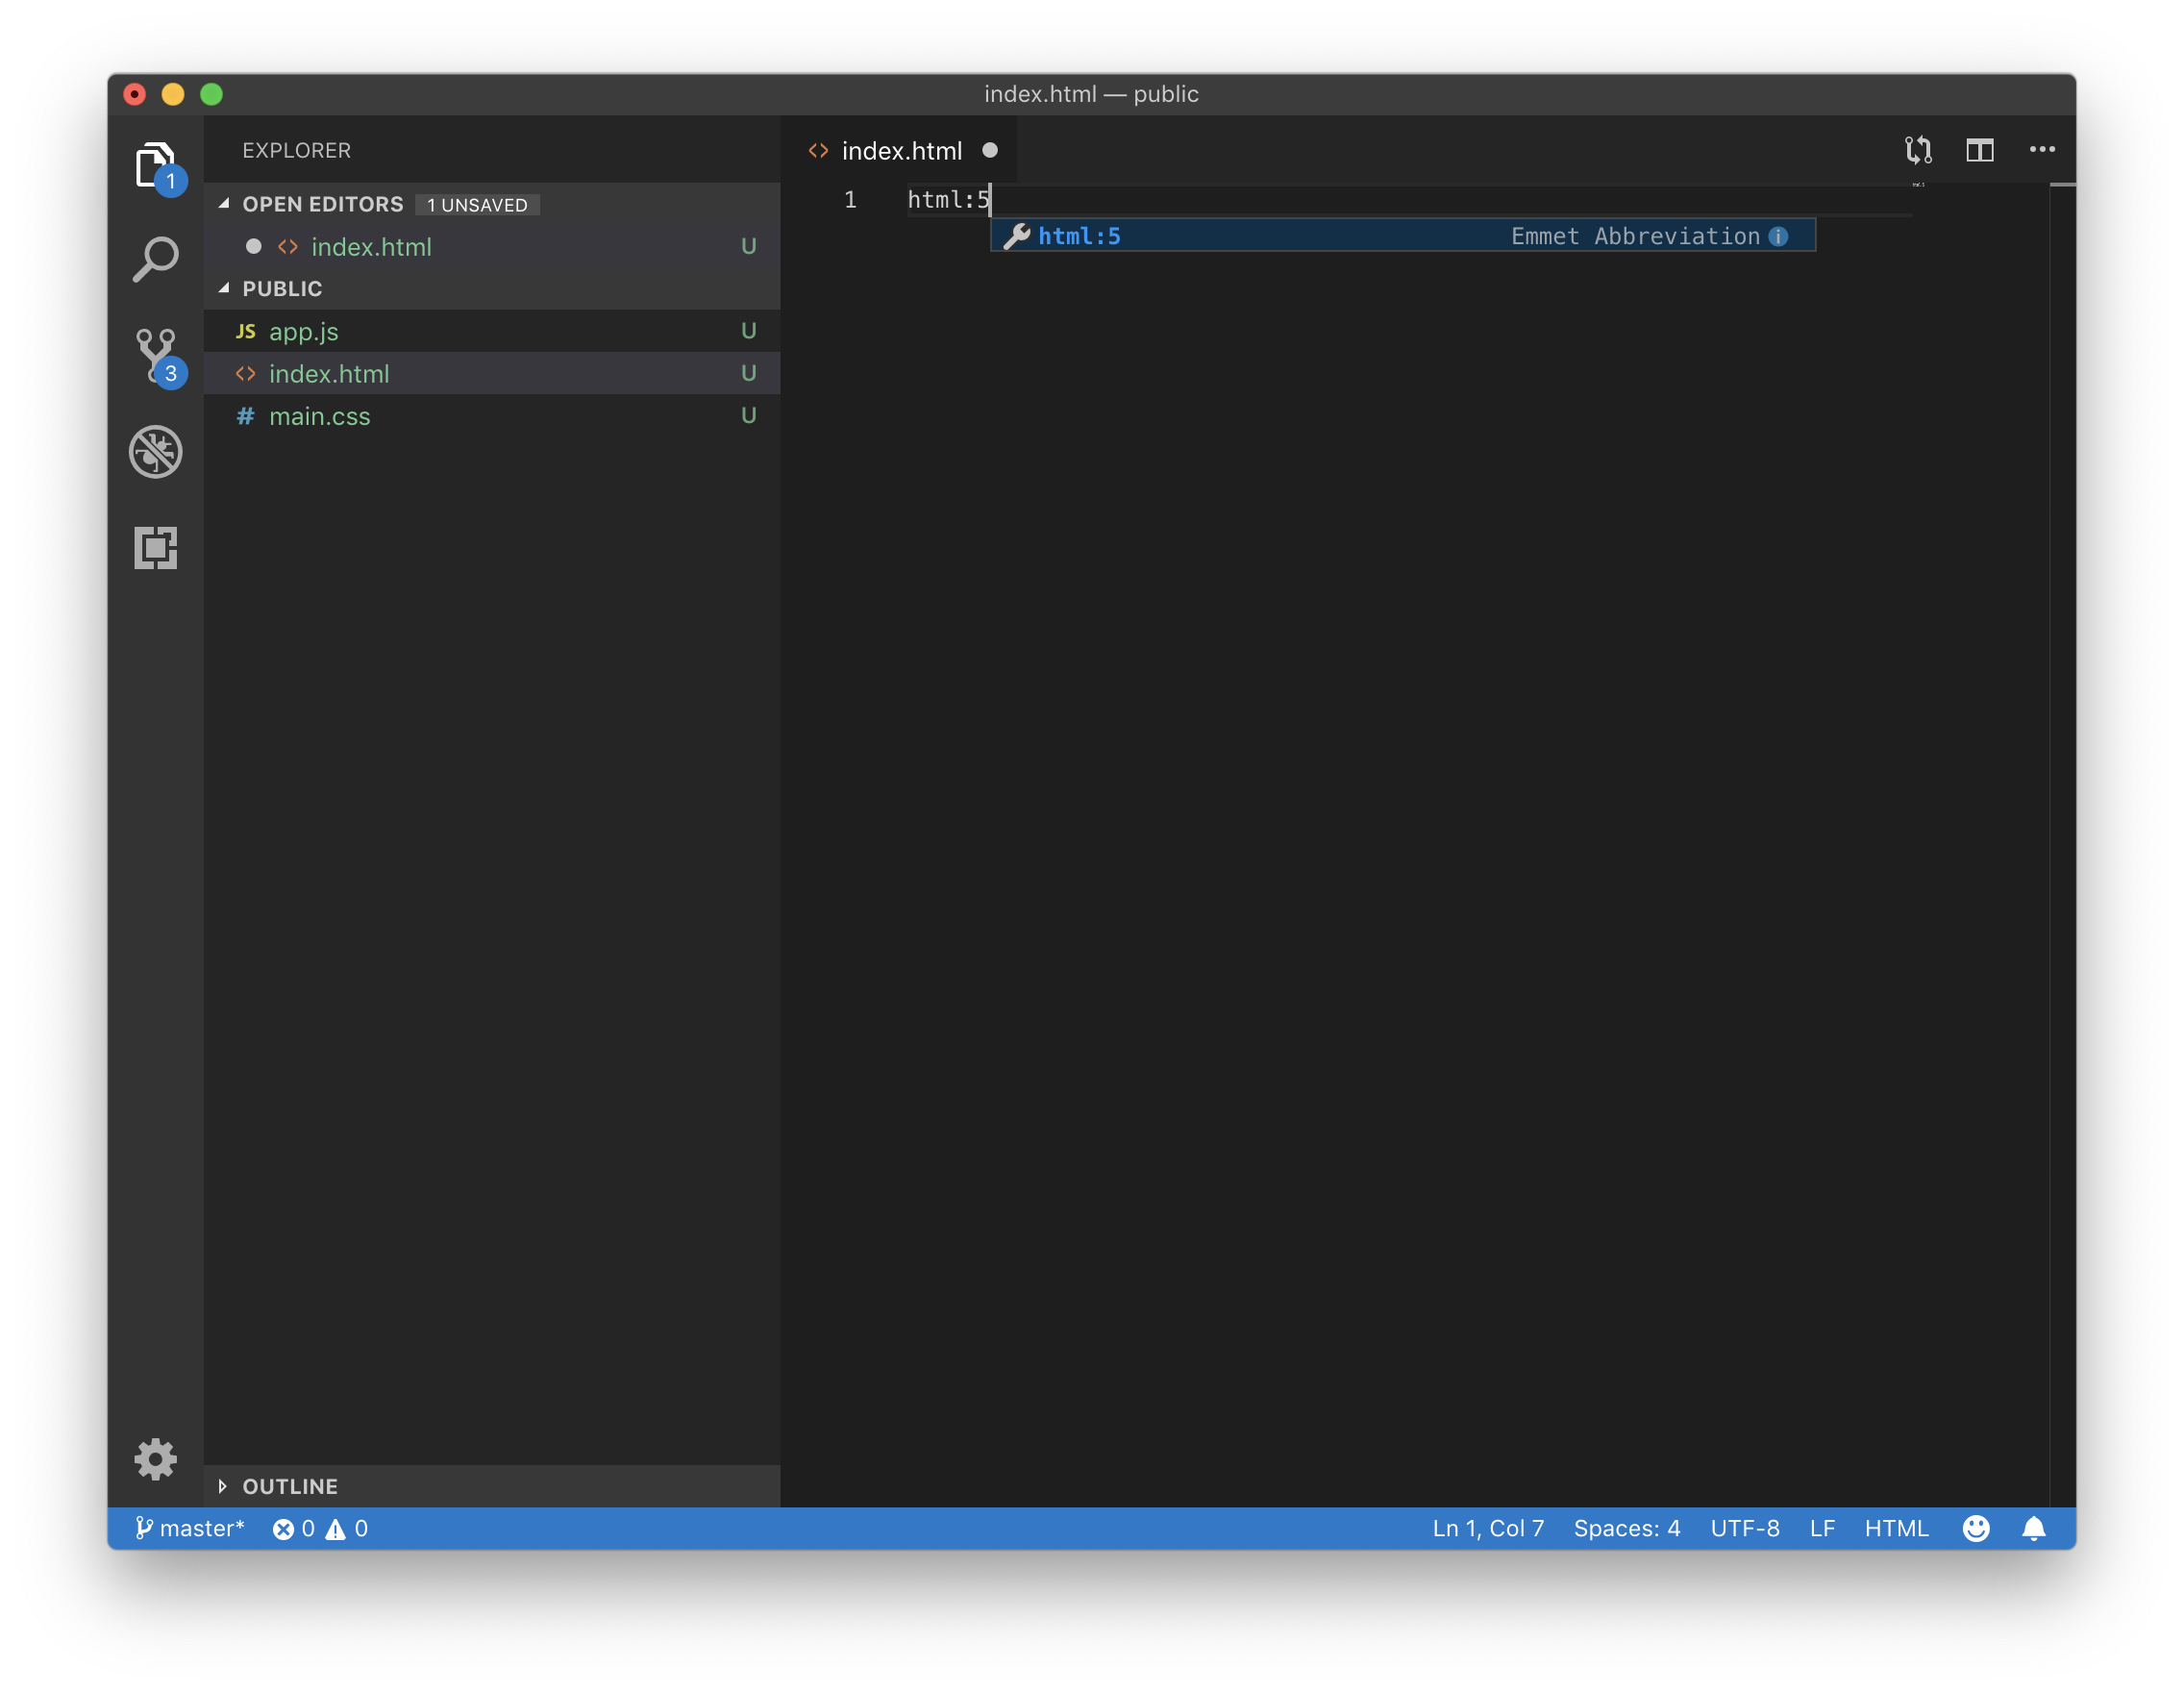 index.html — public
EXPLORER
1
OPEN EDITORS 1 UNSAVED
index.html U
PUBLIC
JS app.js U
index.html U
3
# main.css U
OUTLINE
<> index.html
1 html:5
html:5 Emmet Abbreviation
master* 0 0 Ln 1, Col 7 Spaces: 4 UTF-8 LF HTML